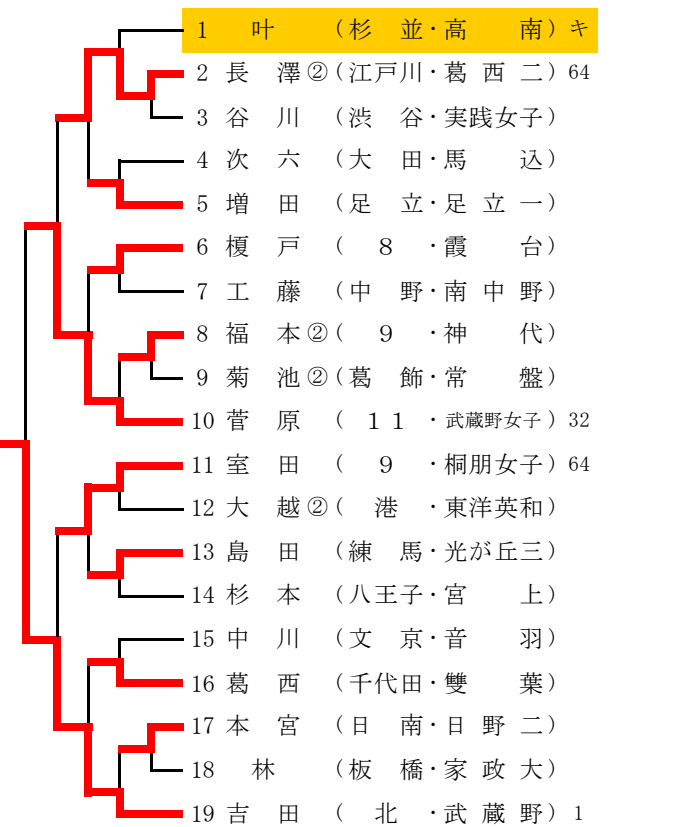 1 叶 (杉 並・高 南) キ
2 長 澤②(江戸川・葛 西 二) 64
3 谷 川 (渋 谷・実践女子)
4 次 六 (大 田・馬 込)
5 増 田 (足 立・足 立 一)
6 榎 戸 ( 8 ・霞 台)
7 工 藤 (中 野・南 中 野)
8 福 本②( 9 ・神 代)
9 菊 池②(葛 飾・常 盤)
10 菅 原 ( 11 ・武蔵野女子) 32
11 室 田 ( 9 ・桐朋女子) 64
12 大 越②( 港 ・東洋英和)
13 島 田 (練 馬・光が丘三)
14 杉 本 (八王子・宮 上)
15 中 川 (文 京・音 羽)
16 葛 西 (千代田・雙 葉)
17 本 宮 (日 南・日 野 二)
18 林 (板 橋・家 政 大)
19 吉 田 ( 北 ・武 蔵 野) 1